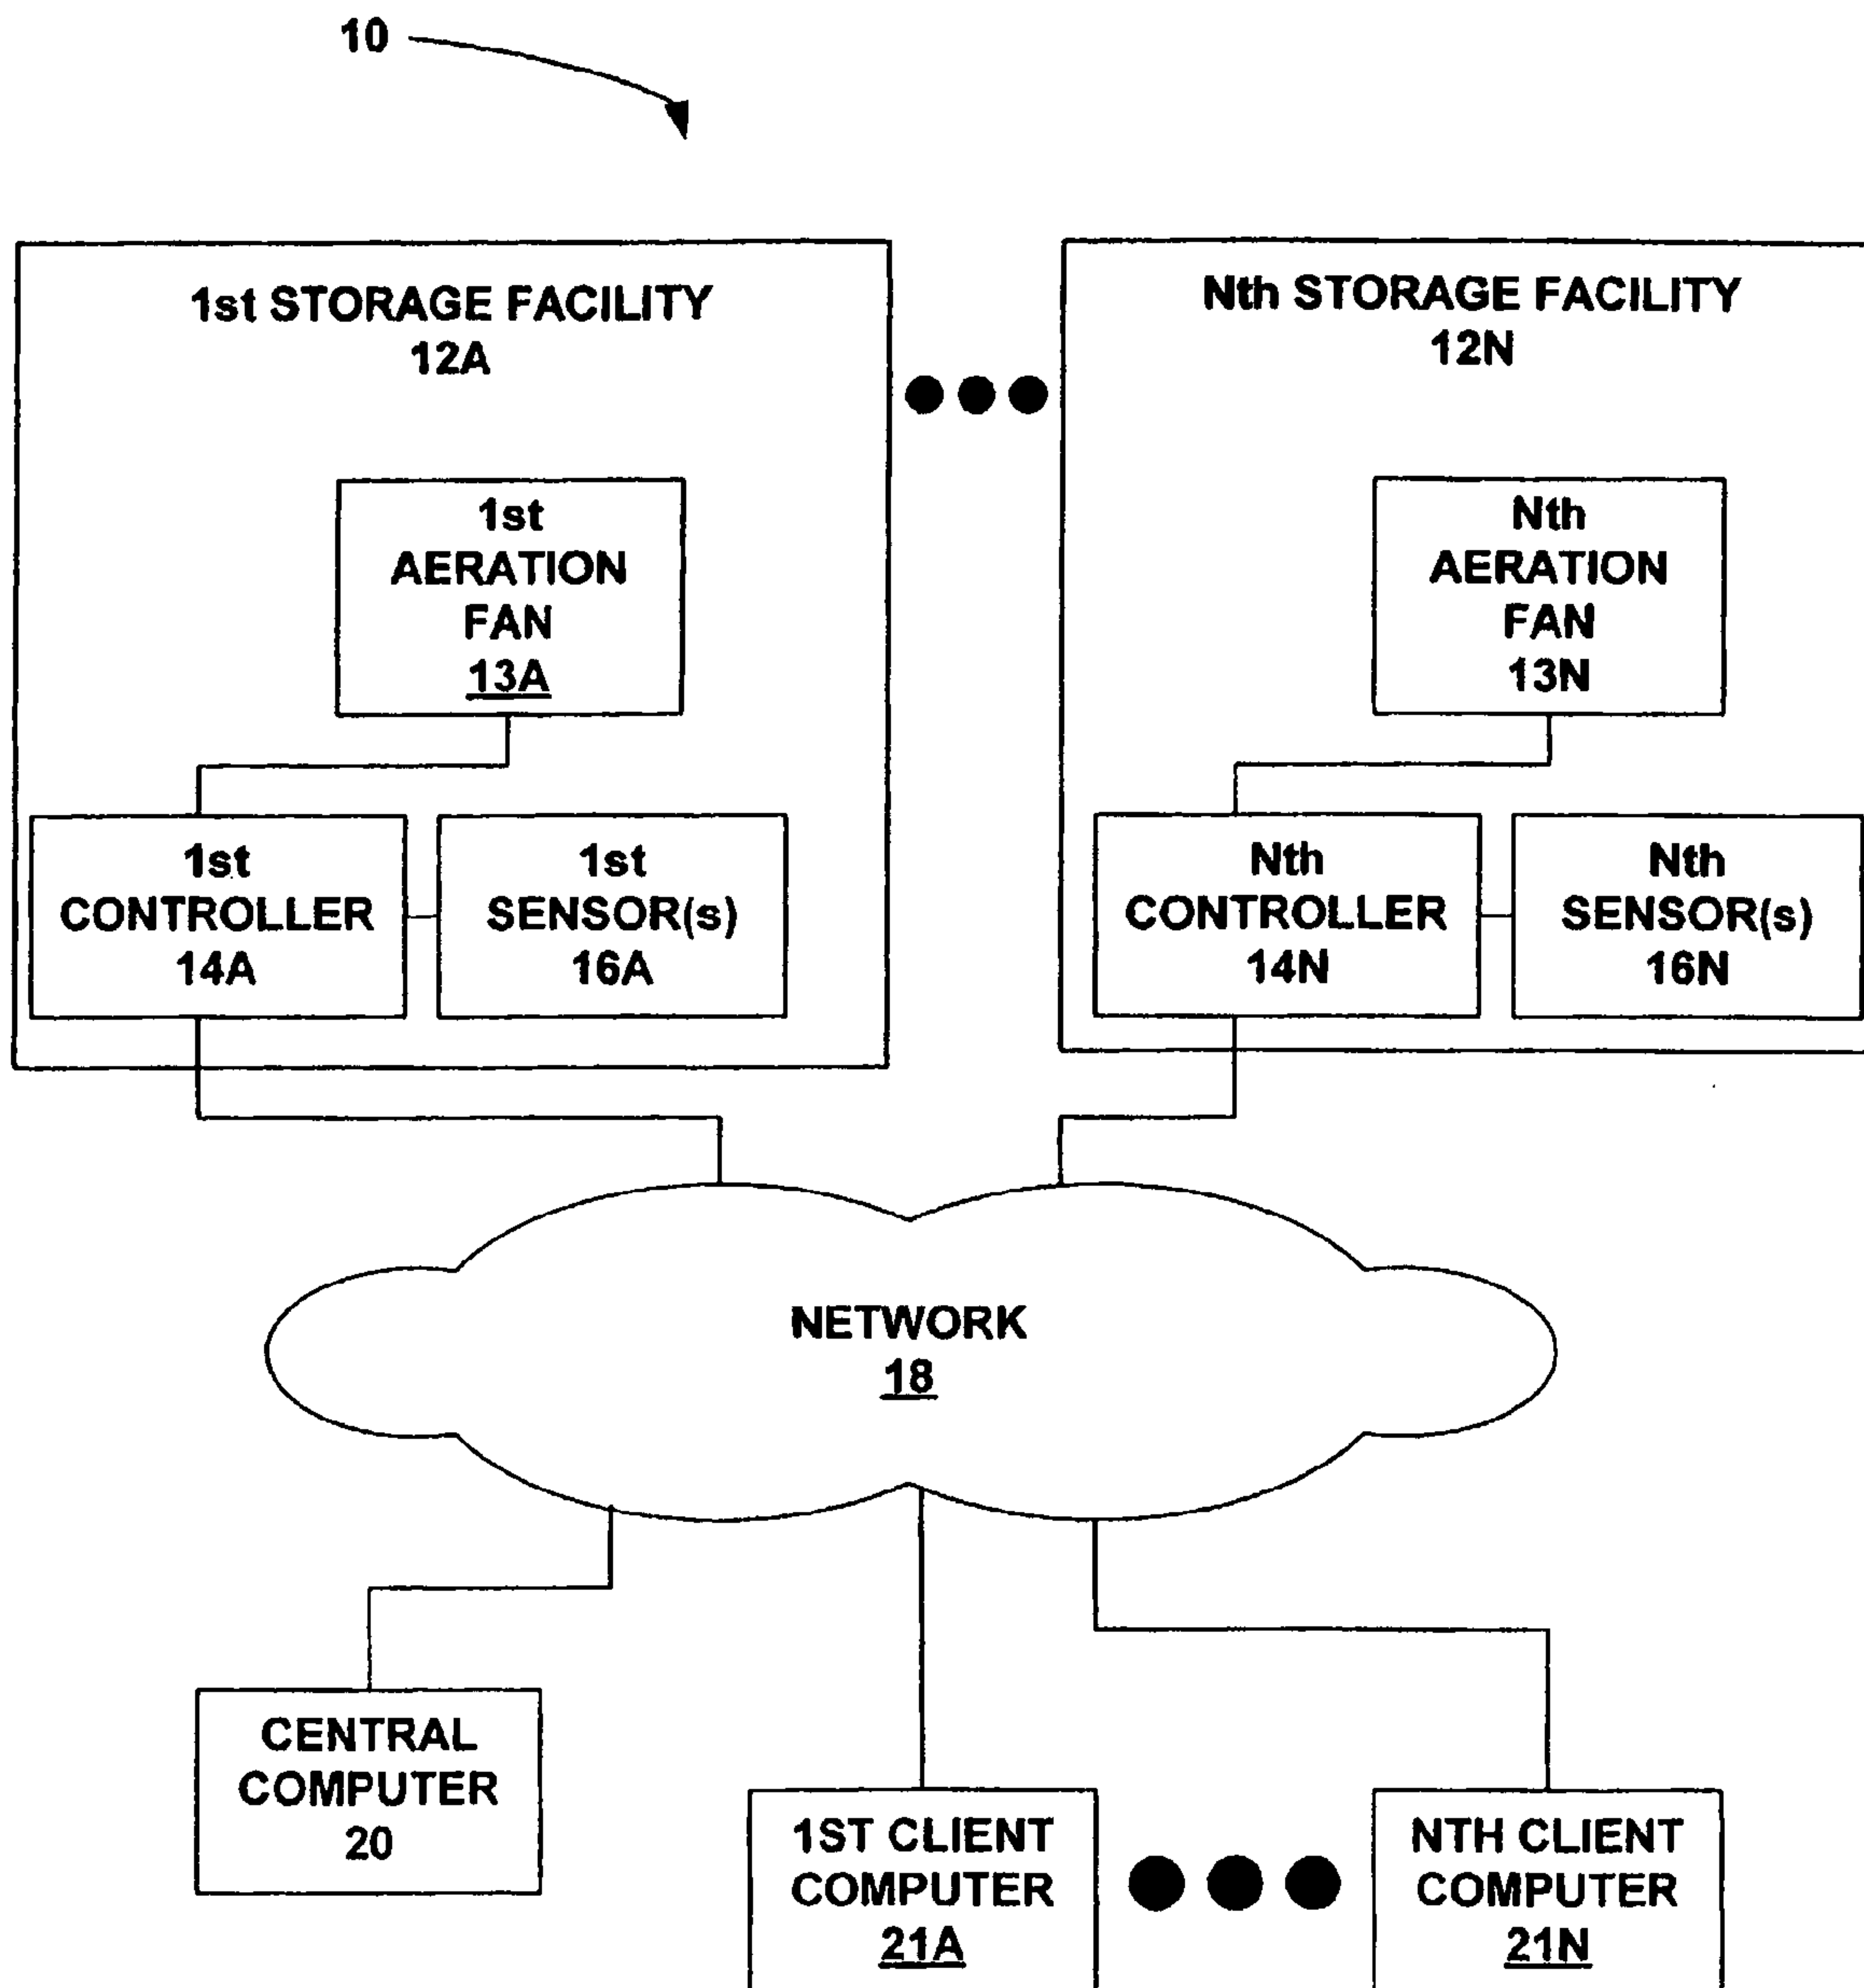 10
1st STORAGE FACILITY
12A
Nth STORAGE FACILITY
12N
1st
AERATION
FAN
13A
Nth
AERATION
FAN
13N
1st
CONTROLLER
14A
1st
SENSOR(s)
16A
Nth
CONTROLLER
14N
Nth
SENSOR(s)
16N
NETWORK
18
CENTRAL
COMPUTER
20
1ST CLIENT
COMPUTER
21A
NTH CLIENT
COMPUTER
21N